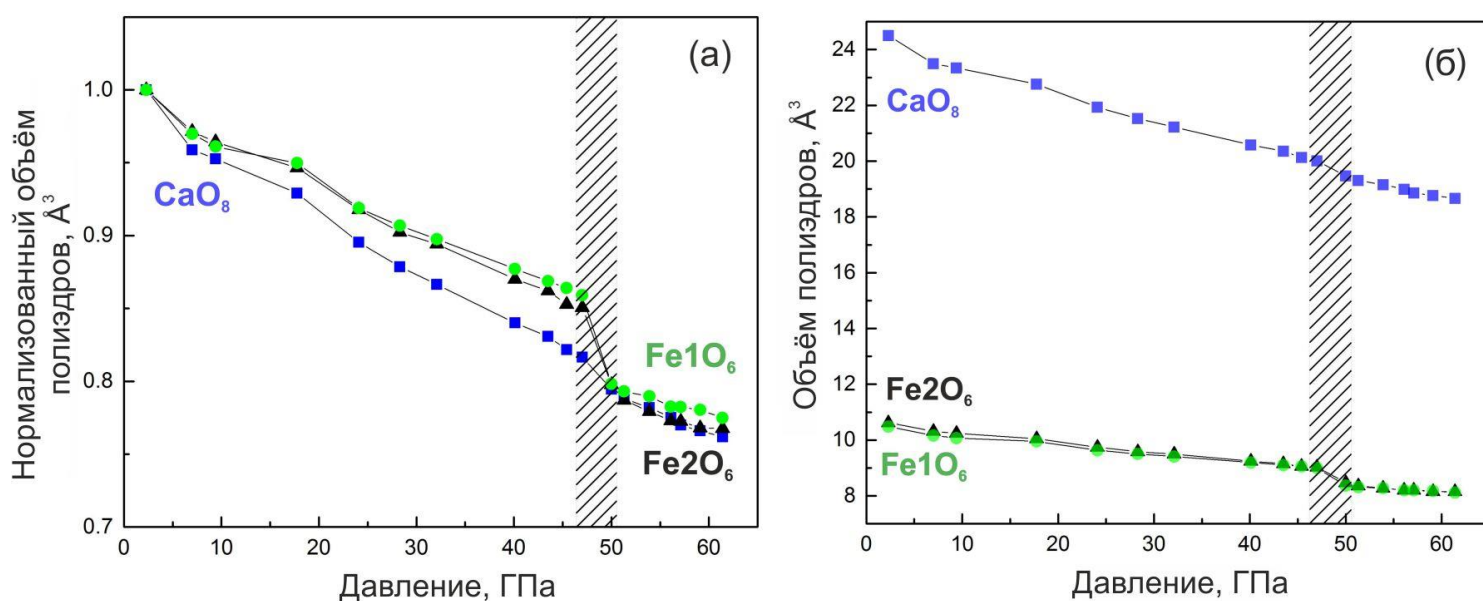 Нормализованный объём
полиэдров, Å³
1.0
0.9
0.8
0.7
(а)
CaO₈
Fe1O₆
Fe2O₆
0 10 20 30 40 50 60
Давление, ГПа
Объём полиэдров, Å³
24
22
20
18
16
14
12
10
8
(б)
CaO₈
Fe2O₆
Fe1O₆
0 10 20 30 40 50 60
Давление, ГПа